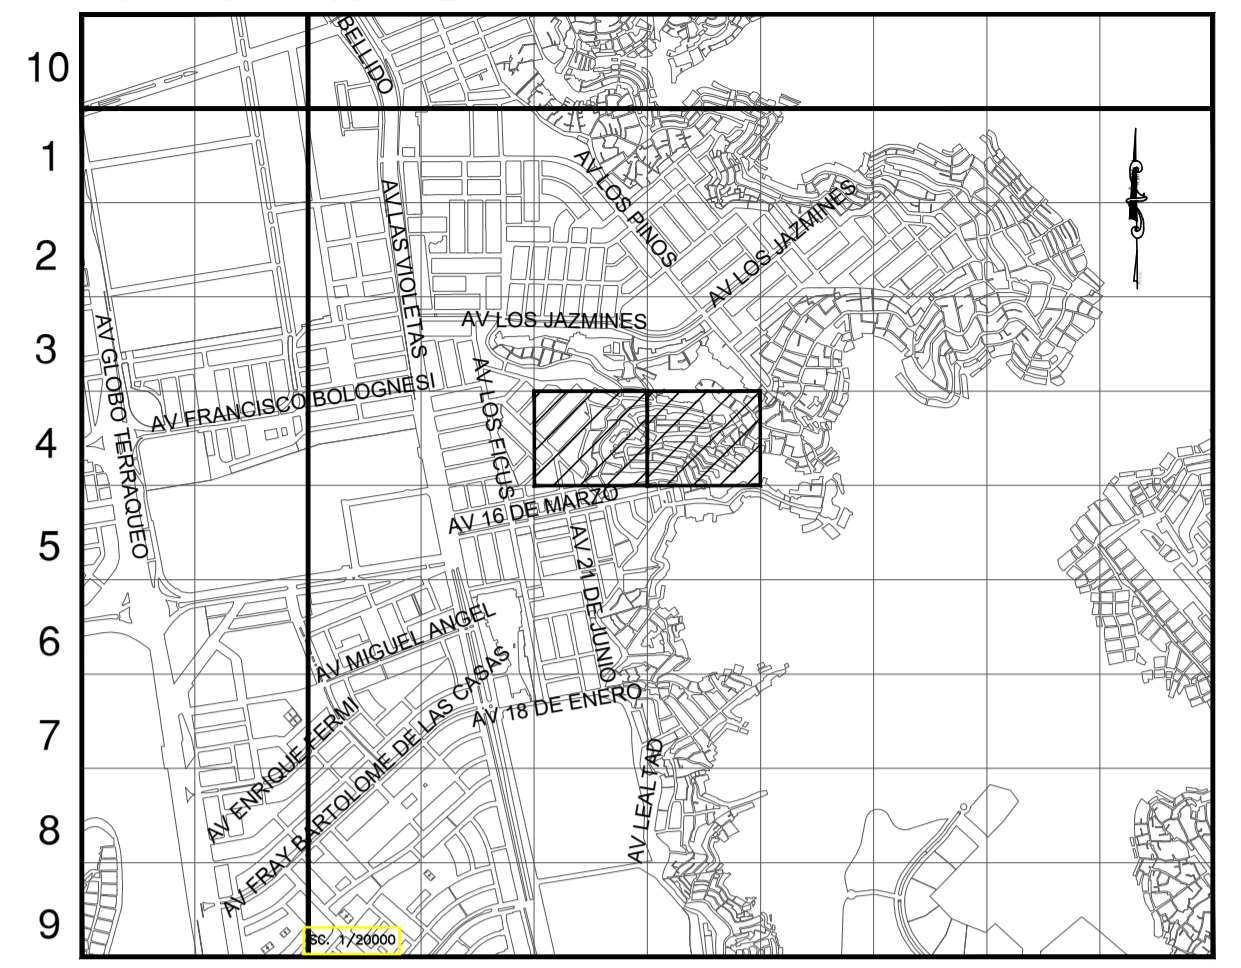 10
BELLIDO
1
AV LOS PINOS
AV LAS VIOLETAS
AV LOS JAZMINES
2
AV GLOBO TERRAQUEO
AV LOS JAZMINES
3
AV LOS FICUS
AV FRANCISCO BOLOGNESI
4
AV 16 DE MARZO
5
AV 21 DE JUNIO
6
AV MIGUEL ANGEL
AV 18 DE ENERO
7
AV ENRIQUE FERMI
AV FRAY BARTOLOME DE LAS CASAS
AV LEALTAD
8
9
SC. 1/20000